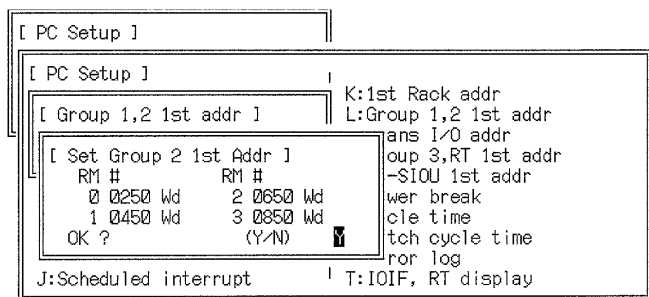 [ PC Setup ]
[ PC Setup ]
K:1st Rack addr
[ Group 1,2 1st addr ]
L:Group 1,2 1st addr
ans I/O addr
[ Set Group 2 1st Addr ]
oup 3,RT 1st addr
RM # RM #
-SIOU 1st addr
0 0250 Wd 2 0650 Wd
wer break
1 0450 Wd 3 0850 Wd
cle time
OK ? (Y/N) Y
tch cycle time
ror log
J:Scheduled interrupt
T:IOIF, RT display